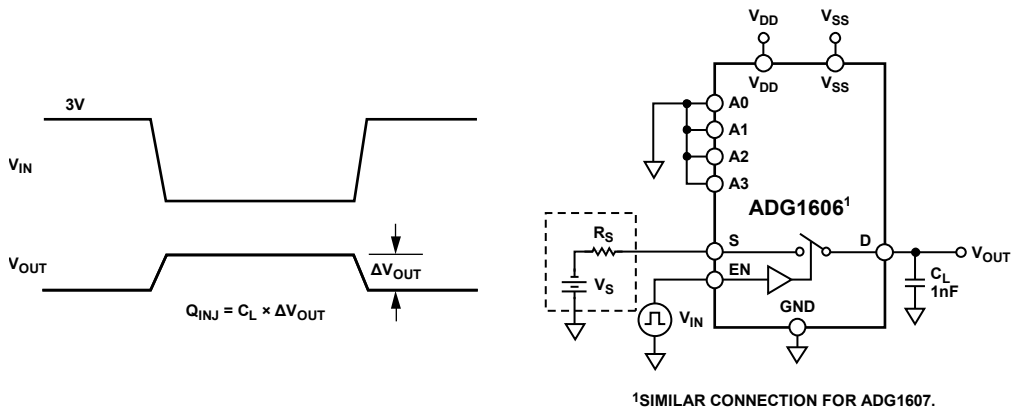 3V
VIN
VOUT
ΔVOUT
QINJ = CL × ΔVOUT
VDD
VSS
VDD
VSS
A0
A1
A2
A3
ADG1606¹
RS
S
D
VOUT
VS
EN
CL
1nF
GND
VIN
¹SIMILAR CONNECTION FOR ADG1607.